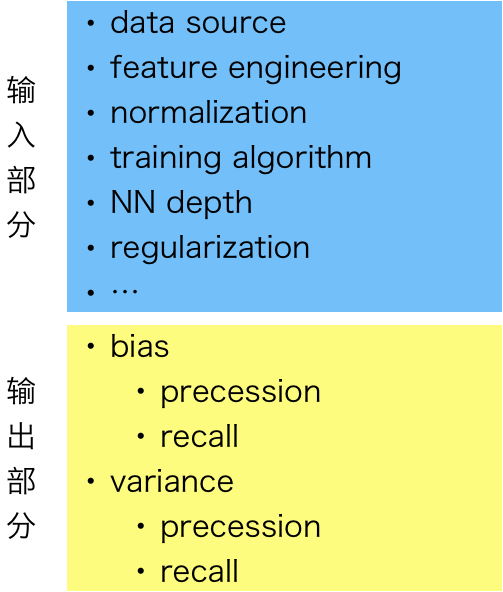 输入部分
• data source
• feature engineering
• normalization
• training algorithm
• NN depth
• regularization
• …
输出部分
• bias
• precession
• recall
• variance
• precession
• recall